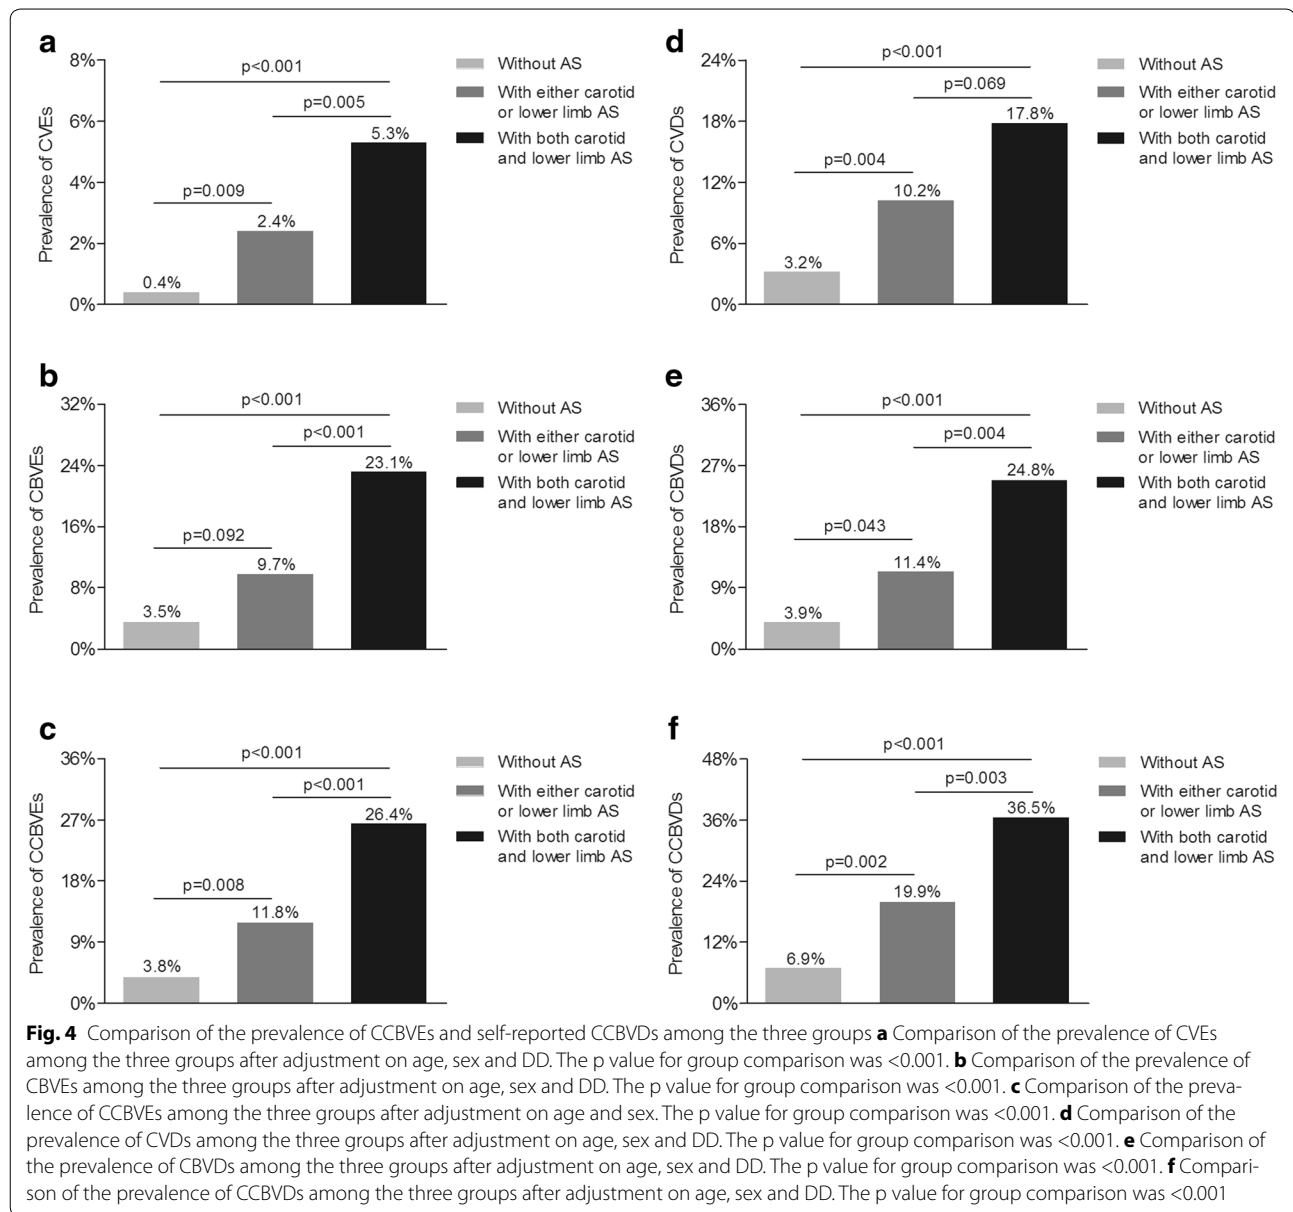 a
8%
6%
4%
2%
0%
Prevalence of CVEs
p<0.001
p=0.005
p=0.009
0.4%
2.4%
5.3%
Without AS
With either carotid
or lower limb AS
With both carotid
and lower limb AS
d
24%
18%
12%
6%
0%
Prevalence of CVDs
p<0.001
p=0.069
p=0.004
3.2%
10.2%
17.8%
Without AS
With either carotid
or lower limb AS
With both carotid
and lower limb AS
b
32%
24%
16%
8%
0%
Prevalence of CBVEs
p<0.001
p<0.001
p=0.092
3.5%
9.7%
23.1%
Without AS
With either carotid
or lower limb AS
With both carotid
and lower limb AS
e
36%
27%
18%
9%
0%
Prevalence of CBVDs
p<0.001
p=0.004
p=0.043
3.9%
11.4%
24.8%
Without AS
With either carotid
or lower limb AS
With both carotid
and lower limb AS
c
36%
27%
18%
9%
0%
Prevalence of CCBVEs
p<0.001
p<0.001
p=0.008
3.8%
11.8%
26.4%
Without AS
With either carotid
or lower limb AS
With both carotid
and lower limb AS
f
48%
36%
24%
12%
0%
Prevalence of CCBVDs
p<0.001
p=0.003
p=0.002
6.9%
19.9%
36.5%
Without AS
With either carotid
or lower limb AS
With both carotid
and lower limb AS
Fig. 4 Comparison of the prevalence of CCBVEs and self-reported CCBVDs among the three groups a Comparison of the prevalence of CVEs
among the three groups after adjustment on age, sex and DD. The p value for group comparison was <0.001. b Comparison of the prevalence of
CBVEs among the three groups after adjustment on age, sex and DD. The p value for group comparison was <0.001. c Comparison of the preva-
lence of CCBVEs among the three groups after adjustment on age and sex. The p value for group comparison was <0.001. d Comparison of the
prevalence of CVDs among the three groups after adjustment on age, sex and DD. The p value for group comparison was <0.001. e Comparison of
the prevalence of CBVDs among the three groups after adjustment on age, sex and DD. The p value for group comparison was <0.001. f Compari-
son of the prevalence of CCBVDs among the three groups after adjustment on age, sex and DD. The p value for group comparison was <0.001